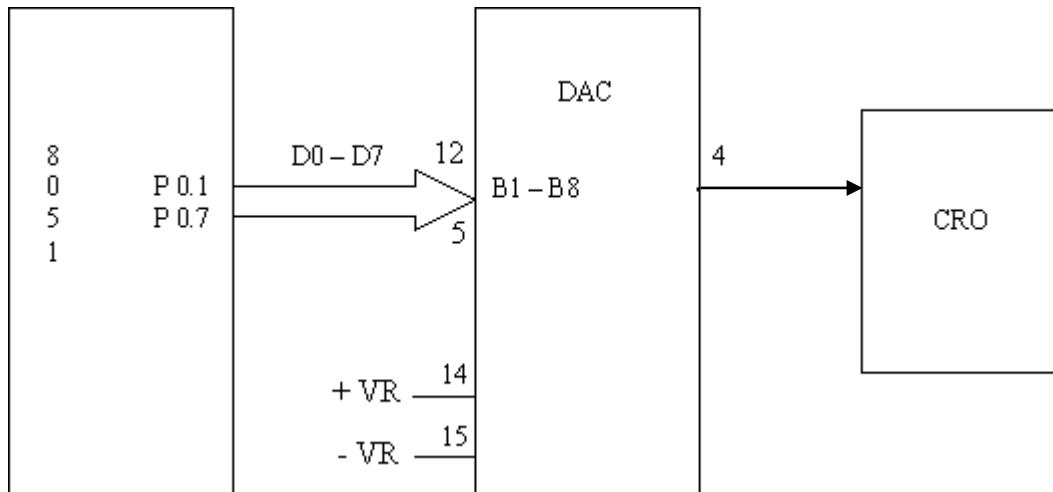 8
0
5
1
P 0.1
P 0.7
D0 – D7
12
5
DAC
B1 – B8
+ VR
14
- VR
15
4
CRO